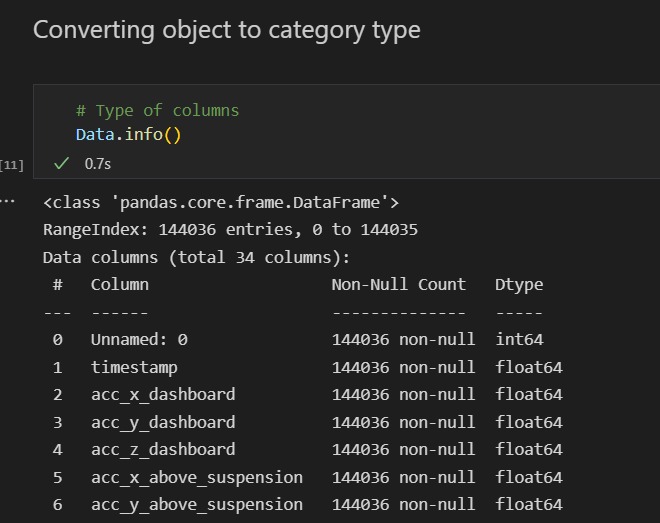 Converting object to category type
# Type of columns
Data.info()
[11]
0.7s
...
<class 'pandas.core.frame.DataFrame'>
RangeIndex: 144036 entries, 0 to 144035
Data columns (total 34 columns):
 #   Column                  Non-Null Count   Dtype
---  ------                  --------------   -----
 0   Unnamed: 0              144036 non-null  int64
 1   timestamp               144036 non-null  float64
 2   acc_x_dashboard         144036 non-null  float64
 3   acc_y_dashboard         144036 non-null  float64
 4   acc_z_dashboard         144036 non-null  float64
 5   acc_x_above_suspension  144036 non-null  float64
 6   acc_y_above_suspension  144036 non-null  float64